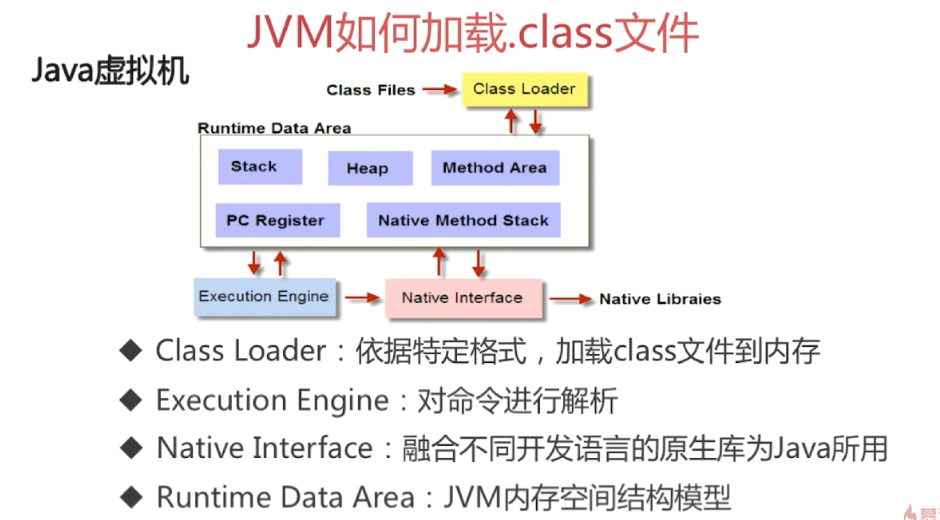 JVM如何加载.class文件
Java虚拟机
Class Files
Class Loader
Runtime Data Area
Stack
Heap
Method Area
PC Register
Native Method Stack
Execution Engine
Native Interface
Native Libraies
◆ Class Loader：依据特定格式，加载class文件到内存
◆ Execution Engine：对命令进行解析
◆ Native Interface：融合不同开发语言的原生库为Java所用
◆ Runtime Data Area：JVM内存空间结构模型